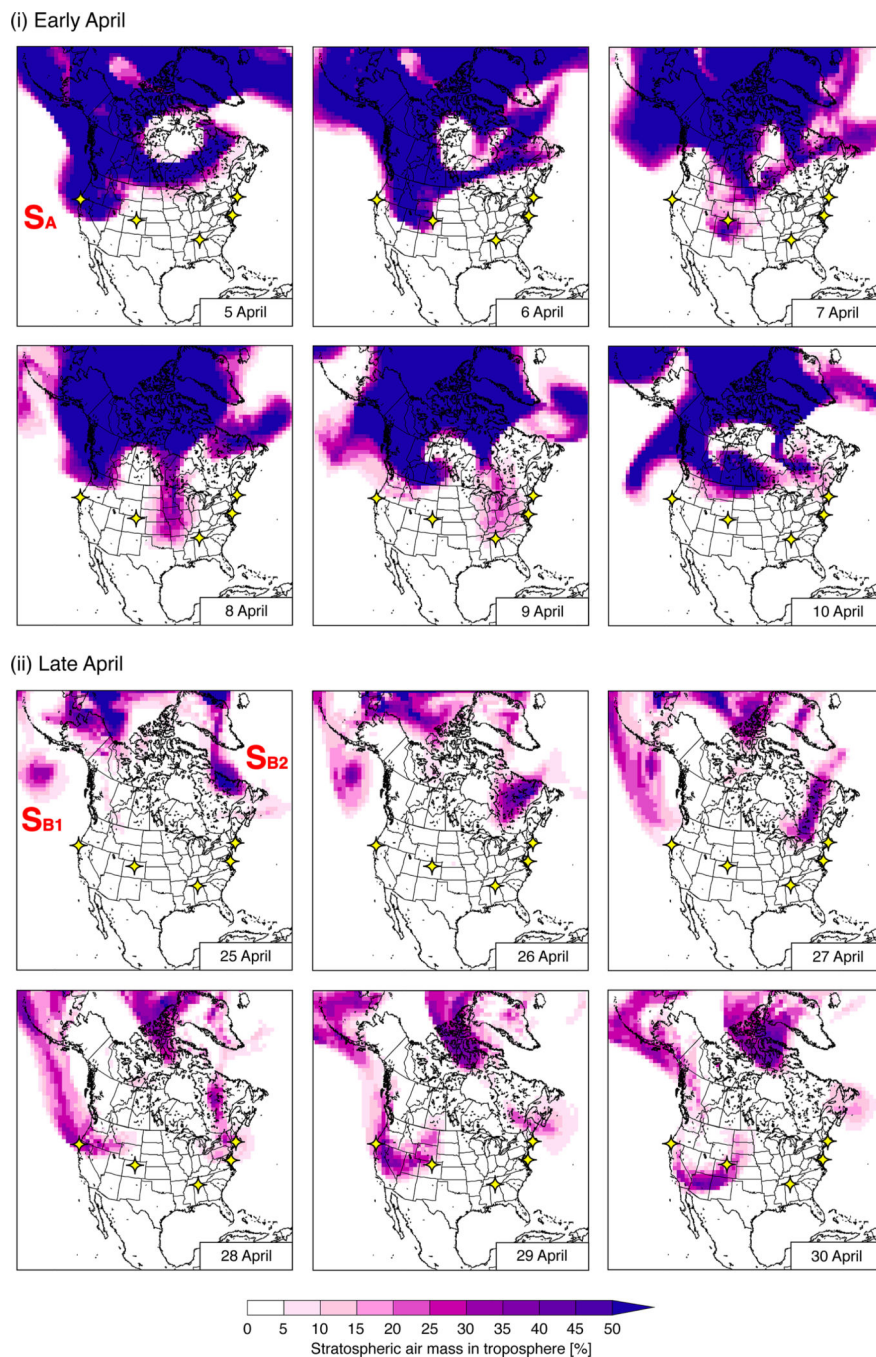 (i) Early April
SA
5 April
6 April
7 April
8 April
9 April
10 April
(ii) Late April
SB1
SB2
25 April
26 April
27 April
28 April
29 April
30 April
0 5 10 15 20 25 30 35 40 45 50
Stratospheric air mass in troposphere [%]